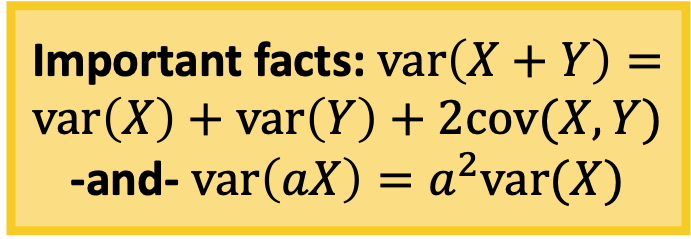 Important facts: var(𝑋 + 𝑌) =
var(𝑋) + var(𝑌) + 2cov(𝑋, 𝑌)
-and- var(𝑎𝑋) = 𝑎²var(𝑋)